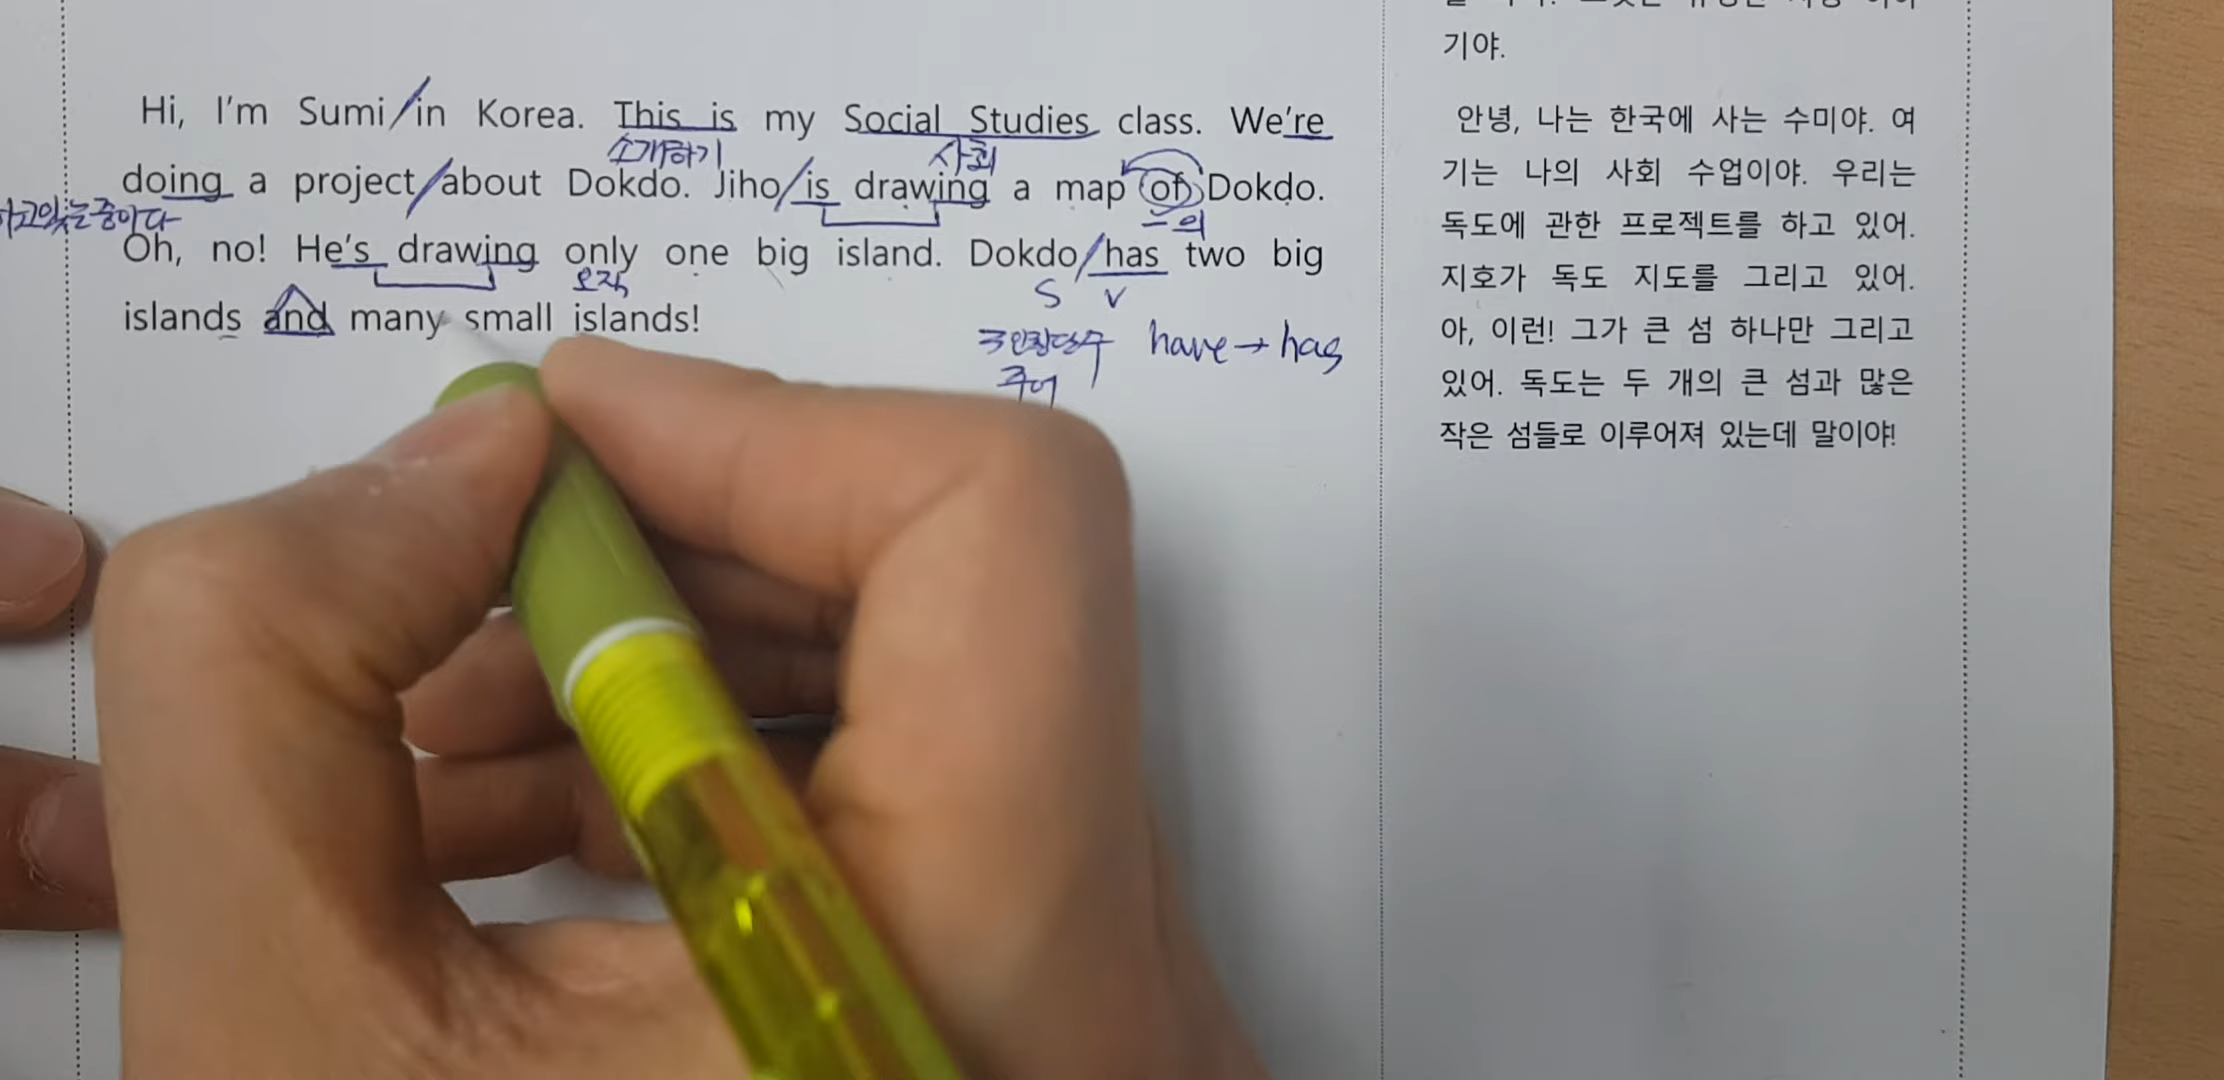 Hi, I'm Sumi/in Korea. This is my Social Studies class. We're
소개하기 사회
doing a project/about Dokdo. Jiho/is drawing a map of Dokdo.
하고있는중이다 ~의
Oh, no! He's drawing only one big island. Dokdo/has two big
오직 S V
islands and many small islands!
3인칭단수 have → has
주어
기야.
안녕, 나는 한국에 사는 수미야. 여
기는 나의 사회 수업이야. 우리는
독도에 관한 프로젝트를 하고 있어.
지호가 독도 지도를 그리고 있어.
아, 이런! 그가 큰 섬 하나만 그리고
있어. 독도는 두 개의 큰 섬과 많은
작은 섬들로 이루어져 있는데 말이야!